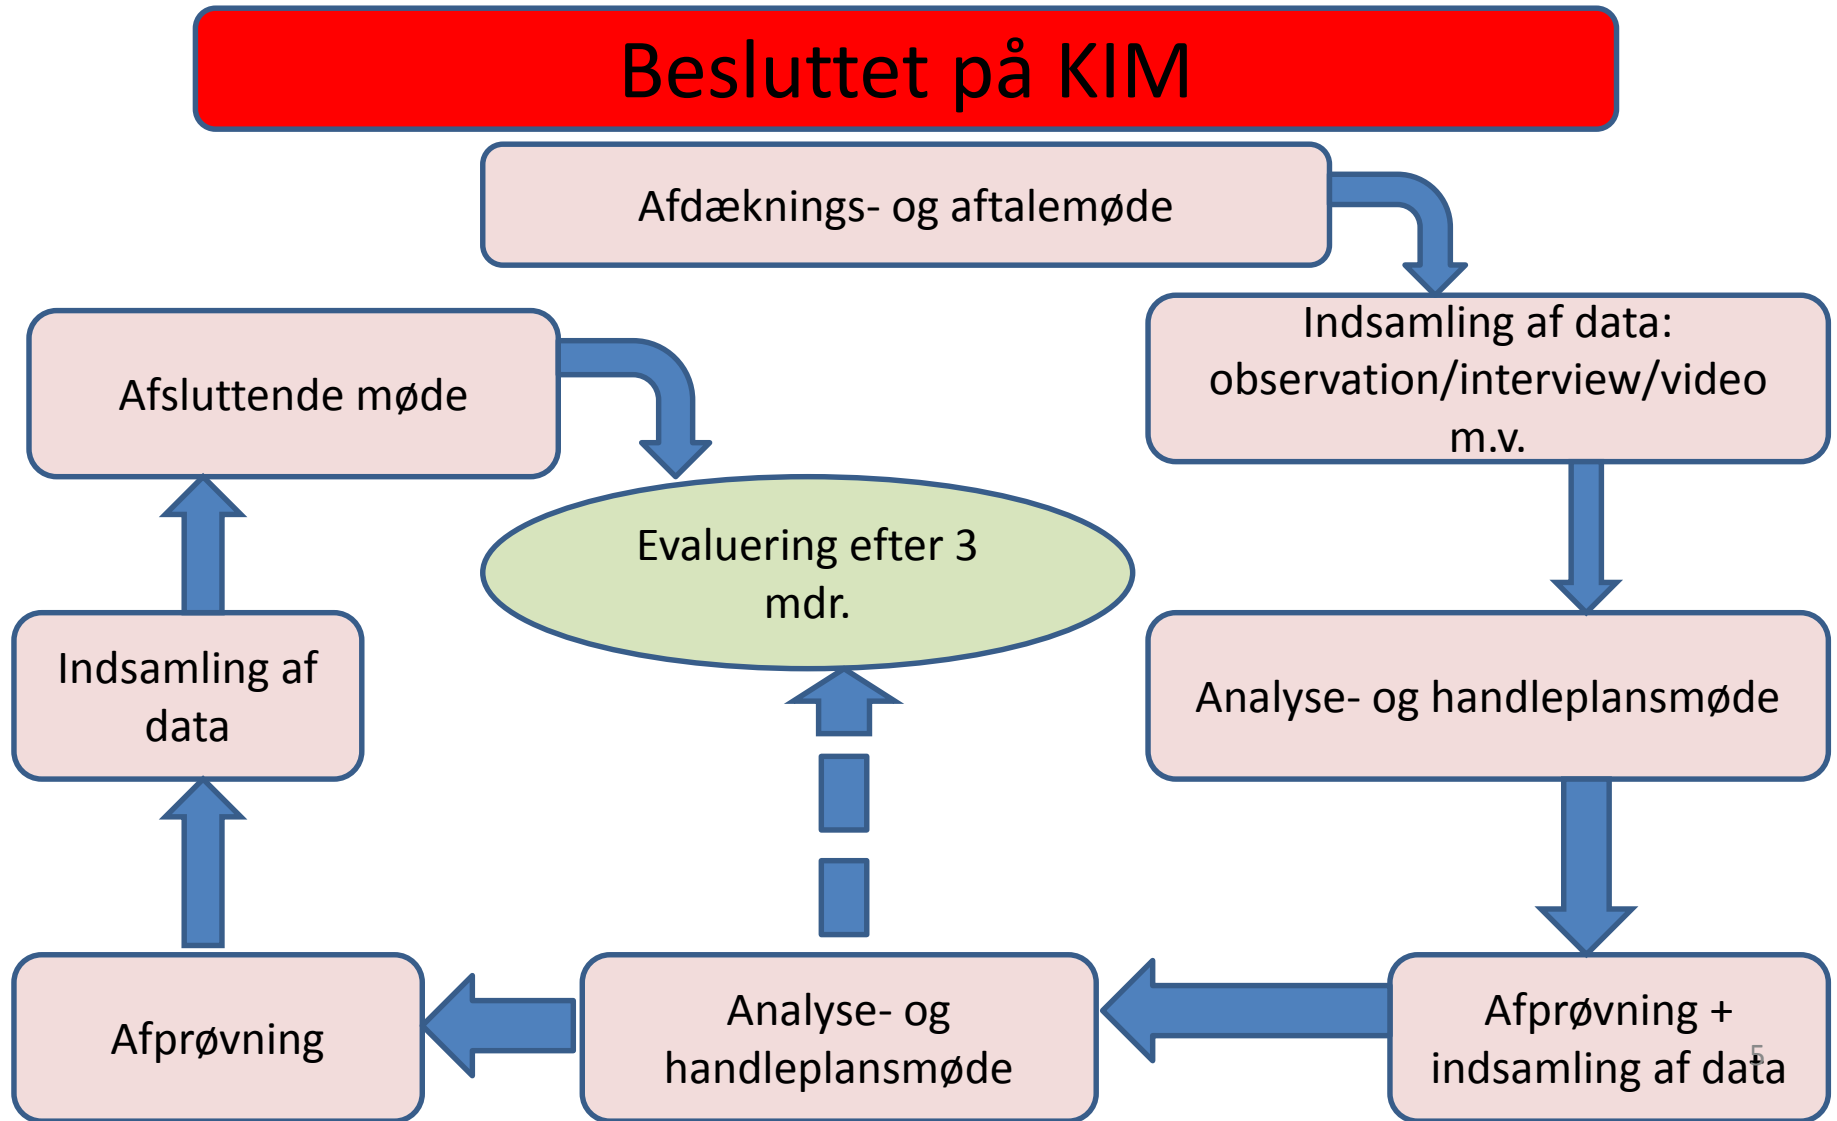 Besluttet på KIM
Afdæknings- og aftalemøde
Indsamling af data:
observation/interview/video
m.v.
Afsluttende møde
Evaluering efter 3
mdr.
Indsamling af
data
Analyse- og handleplansmøde
Afprøvning
Analyse- og
handleplansmøde
Afprøvning +
indsamling af data
5